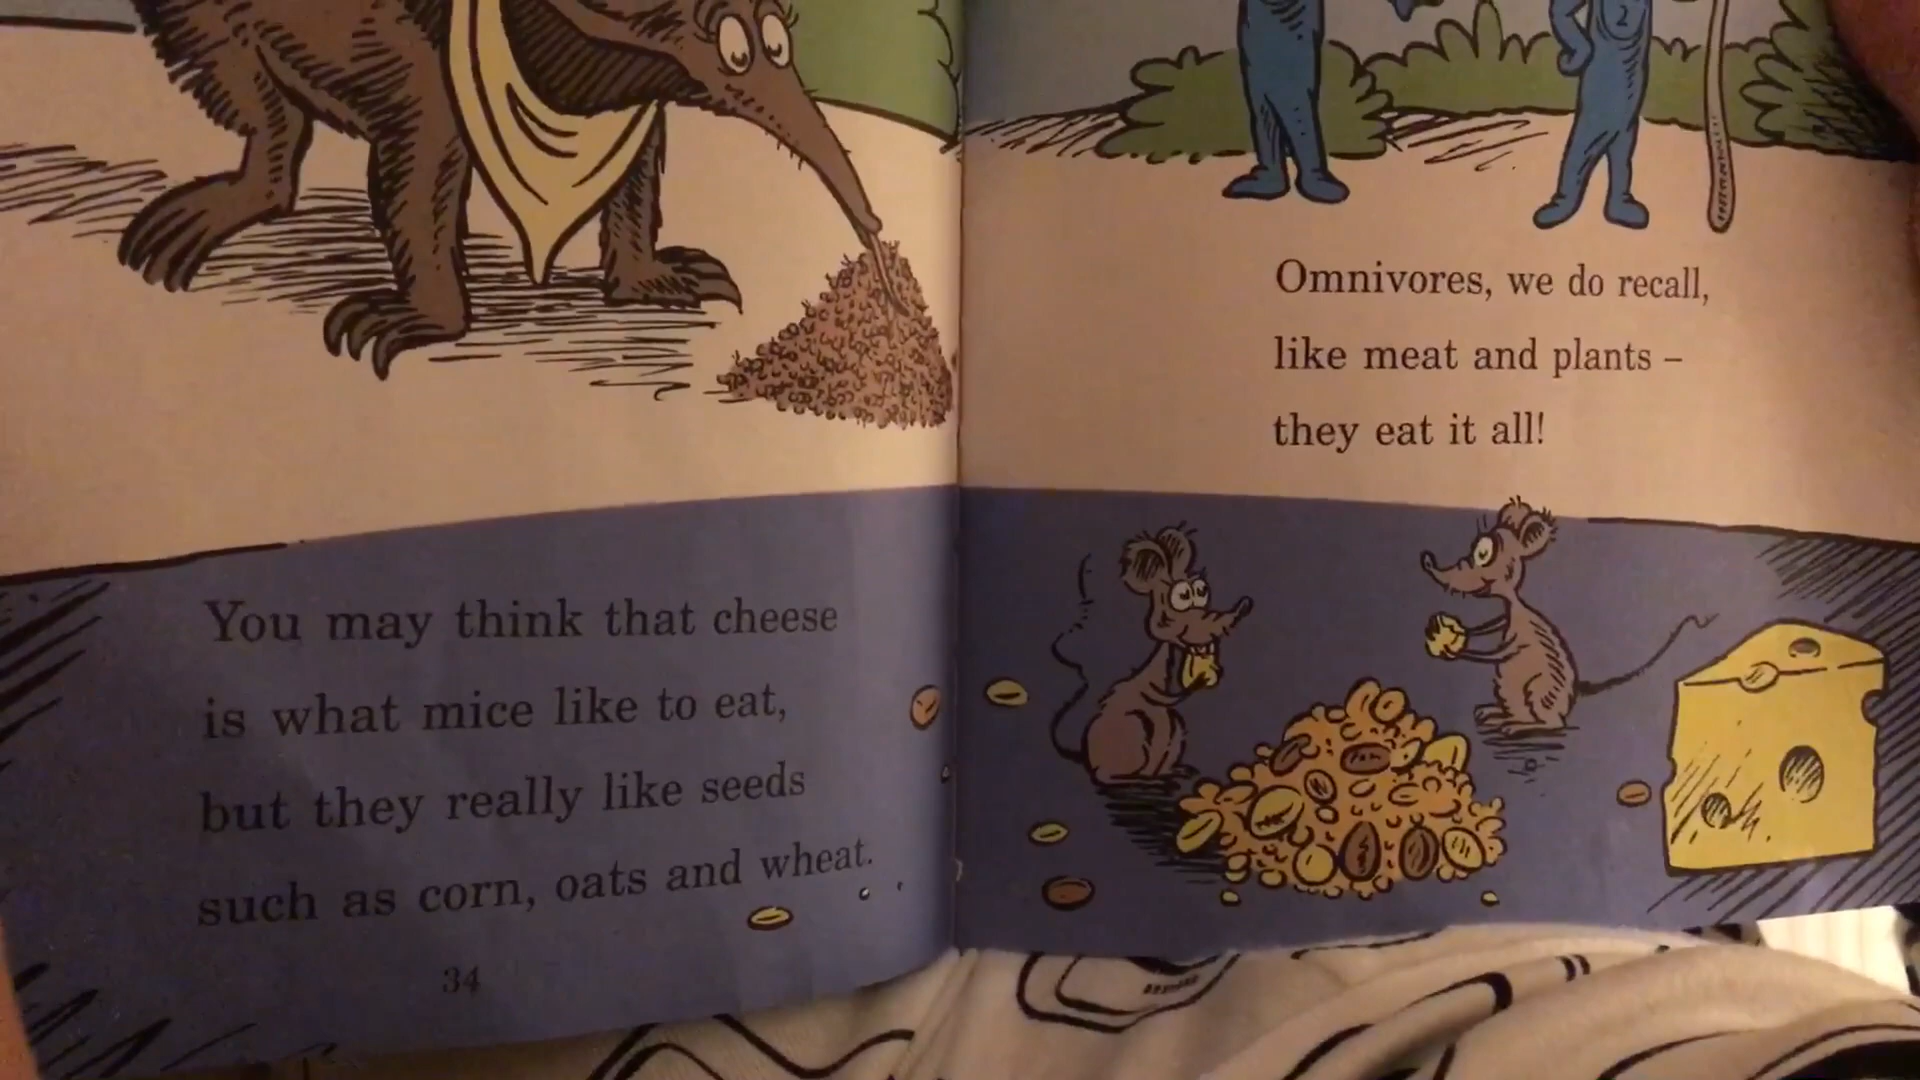 You may think that cheese
is what mice like to eat,
but they really like seeds
such as corn, oats and wheat.
34
Omnivores, we do recall,
like meat and plants –
they eat it all!